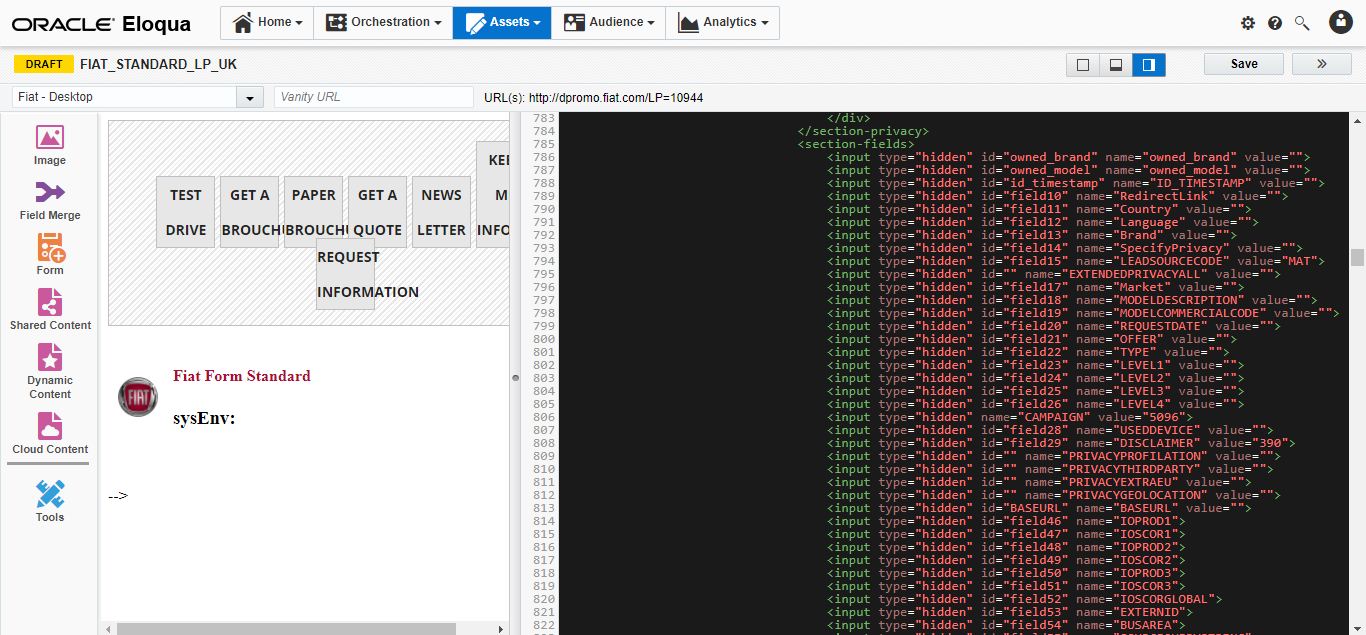 ORACLE® Eloqua
Home
Orchestration
Assets
Audience
Analytics
DRAFT FIAT_STANDARD_LP_UK
Save
»
Fiat - Desktop
Vanity URL
URL(s): http://dpromo.fiat.com/LP=10944
Image
Field Merge
Form
Shared Content
Dynamic
Content
Cloud Content
Tools
KEE
TEST GET A PAPER GET A NEWS M
DRIVE BROUCHU BROUCHU QUOTE LETTER INFO
REQUEST
INFORMATION
FIAT
Fiat Form Standard
sysEnv:
-->
783 </div>
784 </section-privacy>
785 <section-fields>
786 <input type="hidden" id="owned_brand" name="owned_brand" value="">
787 <input type="hidden" id="owned_model" name="owned_model" value="">
788 <input type="hidden" id="id_timestamp" name="ID_TIMESTAMP" value="">
789 <input type="hidden" id="field10" name="RedirectLink" value="">
790 <input type="hidden" id="field11" name="Country" value="">
791 <input type="hidden" id="field12" name="Language" value="">
792 <input type="hidden" id="field13" name="Brand" value="">
793 <input type="hidden" id="field14" name="SpecifyPrivacy" value="">
794 <input type="hidden" id="field15" name="LEADSOURCECODE" value="MAT">
795 <input type="hidden" id="" name="EXTENDEDPRIVACYALL" value="">
796 <input type="hidden" id="field17" name="Market" value="">
797 <input type="hidden" id="field18" name="MODELDESCRIPTION" value="">
798 <input type="hidden" id="field19" name="MODELCOMMERCIALCODE" value="">
799 <input type="hidden" id="field20" name="REQUESTDATE" value="">
800 <input type="hidden" id="field21" name="OFFER" value="">
801 <input type="hidden" id="field22" name="TYPE" value="">
802 <input type="hidden" id="field23" name="LEVEL1" value="">
803 <input type="hidden" id="field24" name="LEVEL2" value="">
804 <input type="hidden" id="field25" name="LEVEL3" value="">
805 <input type="hidden" id="field26" name="LEVEL4" value="">
806 <input type="hidden" name="CAMPAIGN" value="5096">
807 <input type="hidden" id="field28" name="USEDDEVICE" value="">
808 <input type="hidden" id="field29" name="DISCLAIMER" value="390">
809 <input type="hidden" id="" name="PRIVACYPROFILATION" value="">
810 <input type="hidden" id="" name="PRIVACYTHIRDPARTY" value="">
811 <input type="hidden" id="" name="PRIVACYEXTRAEU" value="">
812 <input type="hidden" id="" name="PRIVACYGEOLOCATION" value="">
813 <input type="hidden" id="BASEURL" name="BASEURL" value="">
814 <input type="hidden" id="field46" name="IOPROD1">
815 <input type="hidden" id="field47" name="IOSCOR1">
816 <input type="hidden" id="field48" name="IOPROD2">
817 <input type="hidden" id="field49" name="IOSCOR2">
818 <input type="hidden" id="field50" name="IOPROD3">
819 <input type="hidden" id="field51" name="IOSCOR3">
820 <input type="hidden" id="field52" name="IOSCORGLOBAL">
821 <input type="hidden" id="field53" name="EXTERNID">
822 <input type="hidden" id="field54" name="BUSAREA">